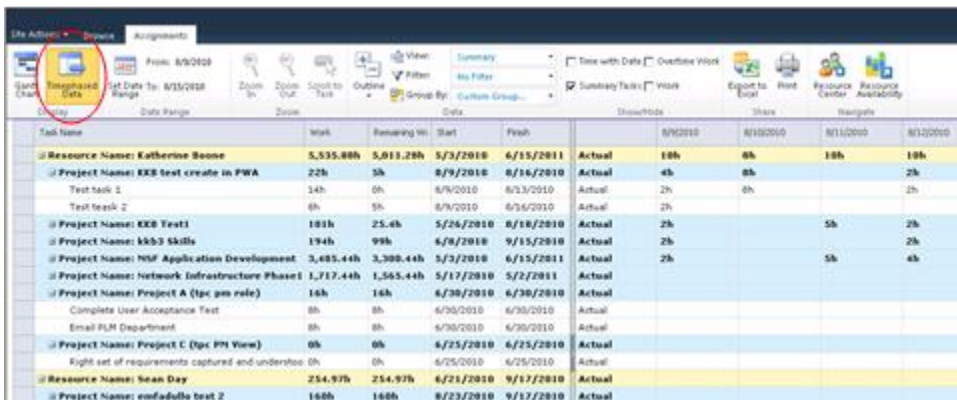 Site Actions Browse Assignments
Gantt Chart Timephased Data Set Date Range From: 8/9/2010 To: 8/15/2010 Zoom In Zoom Out Scroll to Task Outline View: Summary Filter: No Filter Group By: Custom Group... Time with Date Overtime Work Summary Tasks Work Export to Excel Print Resource Center Resource Availability
Display Date Range Zoom Data Show/Hide Share Navigate
Task Name Work Remaining Start Finish 8/9/2010 8/10/2010 8/11/2010 8/12/2010
Resource Name: Katherine Boone 5,535.88h 5,011.28h 5/3/2010 6/15/2011 Actual 10h 8h 10h 10h
Project Name: KKB test create in PWA 22h 5h 8/9/2010 8/16/2010 Actual 4h 8h 2h
Test task 1 14h 0h 8/9/2010 8/13/2010 Actual 2h 2h
Test teask 2 8h 5h 8/9/2010 8/16/2010 Actual 2h
Project Name: KKB Test1 101h 25.4h 5/26/2010 8/18/2010 Actual 2h 5h 2h
Project Name: kkb3 Skills 194h 99h 6/8/2010 9/15/2010 Actual 2h 2h
Project Name: MSF Application Development 3,485.44h 3,300.44h 5/3/2010 6/15/2011 Actual 2h 5h 4h
Project Name: Network Infrastructure Phase1 1,717.44h 1,565.44h 5/17/2010 5/2/2011 Actual
Project Name: Project A (tpc pm role) 16h 16h 6/30/2010 6/30/2010 Actual
Complete User Acceptance Test 8h 8h 6/30/2010 6/30/2010 Actual
Email PLM Department 8h 8h 6/30/2010 6/30/2010 Actual
Project Name: Project C (tpc PM View) 0h 0h 6/25/2010 6/25/2010 Actual
Right set of requirements captured and understoo 0h 0h 6/25/2010 6/25/2010 Actual
Resource Name: Sean Day 254.97h 254.97h 6/21/2010 9/17/2010 Actual
Project Name: emfadullo test 2 160h 160h 8/23/2010 9/17/2010 Actual